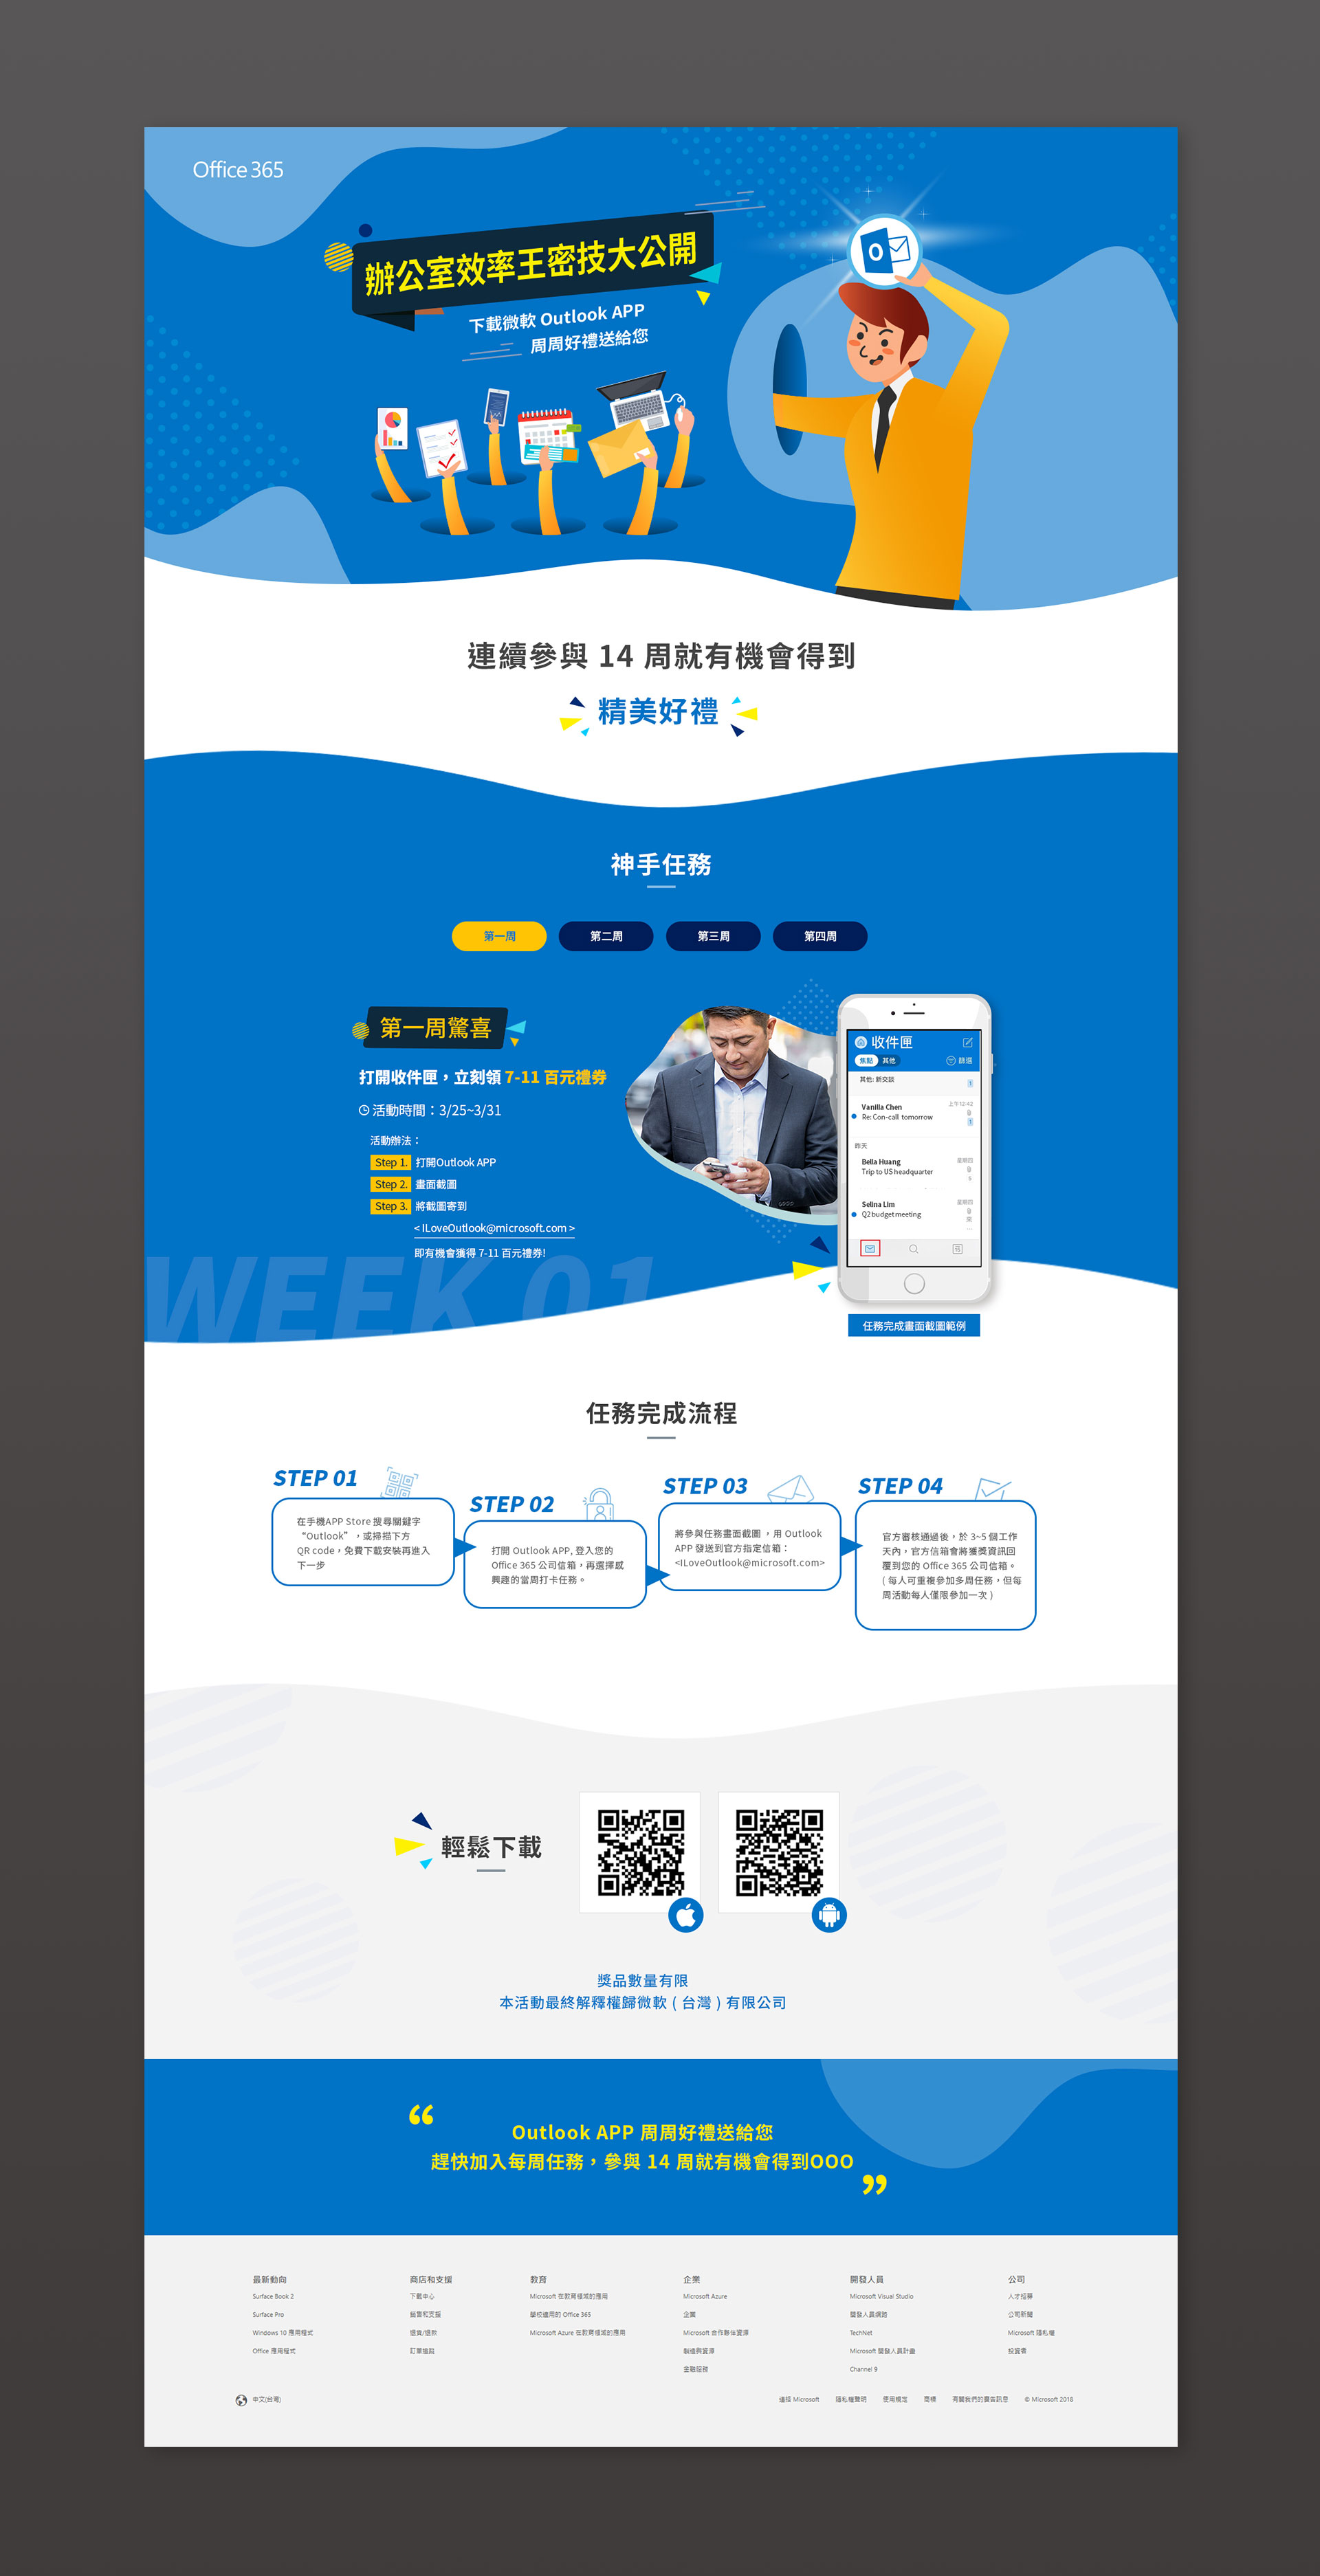 Office 365
辦公室效率王密技大公開
下載微軟 Outlook APP
周周好禮送給您
連續參與 14 周就有機會得到
精美好禮
神手任務
第一周
第二周
第三周
第四周
第一周驚喜
打開收件匣，立刻領 7-11 百元禮券
活動時間：3/25~3/31
活動辦法：
Step 1. 打開Outlook APP
Step 2. 畫面截圖
Step 3. 將截圖寄到
< ILoveOutlook@microsoft.com >
即有機會獲得 7-11 百元禮券!
WEEK 01
收件匣
焦點 其他
篩選
其他: 新交談
1
Vanilla Chen
上午12:42
Re: Con-call tomorrow
1
昨天
Bella Huang
星期四
Trip to US headquarter
Selina Lim
星期四
Q2 budget meeting
任務完成畫面截圖範例
任務完成流程
STEP 01
在手機APP Store 搜尋關鍵字
“Outlook”，或掃描下方
QR code，免費下載安裝再進入
下一步
STEP 02
打開 Outlook APP, 登入您的
Office 365 公司信箱，再選擇感
興趣的當周打卡任務。
STEP 03
將參與任務畫面截圖，用 Outlook
APP 發送到官方指定信箱：
<ILoveOutlook@microsoft.com>
STEP 04
官方審核通過後，於 3~5 個工作
天內，官方信箱會將獲獎資訊回
覆到您的 Office 365 公司信箱。
( 每人可重複參加多周任務，但每
周活動每人僅限參加一次 )
輕鬆下載
獎品數量有限
本活動最終解釋權歸微軟 ( 台灣 ) 有限公司
“
Outlook APP 周周好禮送給您
趕快加入每周任務，參與 14 周就有機會得到OOO
”
最新動向
Surface Book 2
Surface Pro
Windows 10 應用程式
Office 應用程式
商店和支援
下載中心
銷售和支援
退貨/退款
訂單追蹤
教育
Microsoft 在教育領域的應用
學校適用的 Office 365
Microsoft Azure 在教育領域的應用
企業
Microsoft Azure
企業
Microsoft 合作夥伴資源
製造商資源
金融服務
開發人員
Microsoft Visual Studio
開發人員網路
TechNet
Microsoft 開發人員計畫
Channel 9
公司
人才招募
公司新聞
Microsoft 隱私權
投資者
中文(台灣)
連絡 Microsoft
隱私權聲明
使用規定
商標
有關我們的廣告訊息
© Microsoft 2018